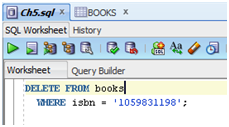 Ch5.sql
BOOKS
SQL Worksheet
History
Worksheet
Query Builder
DELETE FROM books
WHERE isbn = '1059831198';